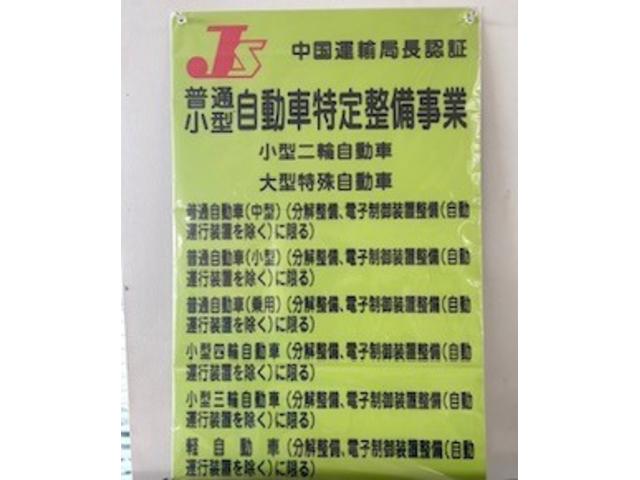 JS 中国運輸局長認証
普通
小型 自動車特定整備事業
小型二輪自動車
大型特殊自動車
普通自動車(中型)(分解整備、電子制御装置整備(自動
運行装置を除く)に限る)
普通自動車(小型)(分解整備、電子制御装置整備(自動
運行装置を除く)に限る)
普通自動車(乗用)(分解整備、電子制御装置整備(自動
運行装置を除く)に限る)
小型四輪自動車(分解整備、電子制御装置整備(自動
運行装置を除く)に限る)
小型三輪自動車(分解整備、電子制御装置整備(自動
運行装置を除く)に限る)
軽自動車(分解整備、電子制御装置整備(自動
運行装置を除く)に限る)